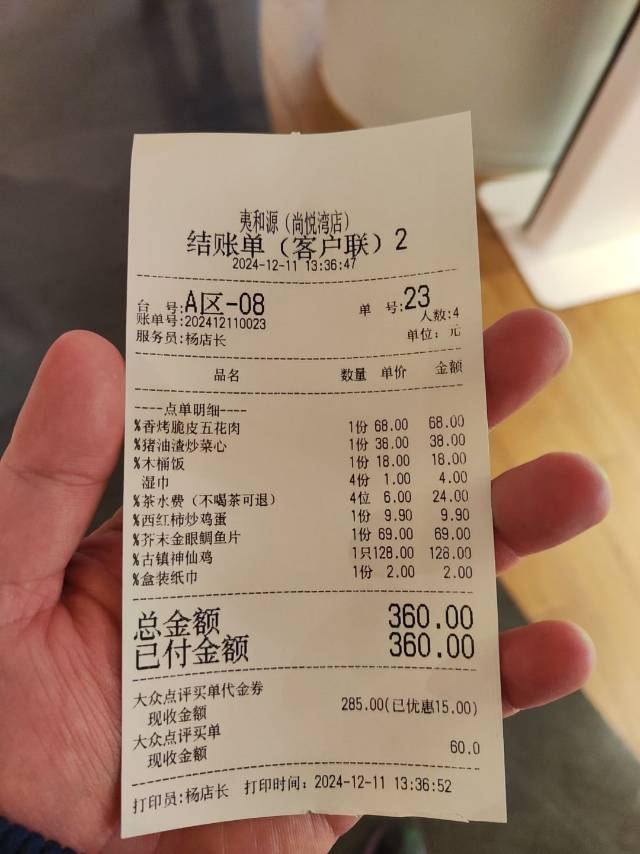 夷和源（尚悦湾店）
结账单（客户联）2
2024-12-11 13:36:47
台 号:A区-08 单 号:23
账单号:202412110023 人数:4
服务员:杨店长 单位: 元
品名 数量 单价 金额
----点单明细----
%香烤脆皮五花肉 1份 68.00 68.00
%猪油渣炒菜心 1份 38.00 38.00
%木桶饭 1份 18.00 18.00
湿巾 4份 1.00 4.00
%茶水费（不喝茶可退） 4位 6.00 24.00
%西红柿炒鸡蛋 1份 9.90 9.90
%芥末金眼鲷鱼片 1份 69.00 69.00
%古镇神仙鸡 1只128.00 128.00
%盒装纸巾 1份 2.00 2.00
总金额 360.00
已付金额 360.00
大众点评买单代金券
现收金额 285.00(已优惠15.00)
大众点评买单
现收金额 60.0
打印员:杨店长 打印时间: 2024-12-11 13:36:52